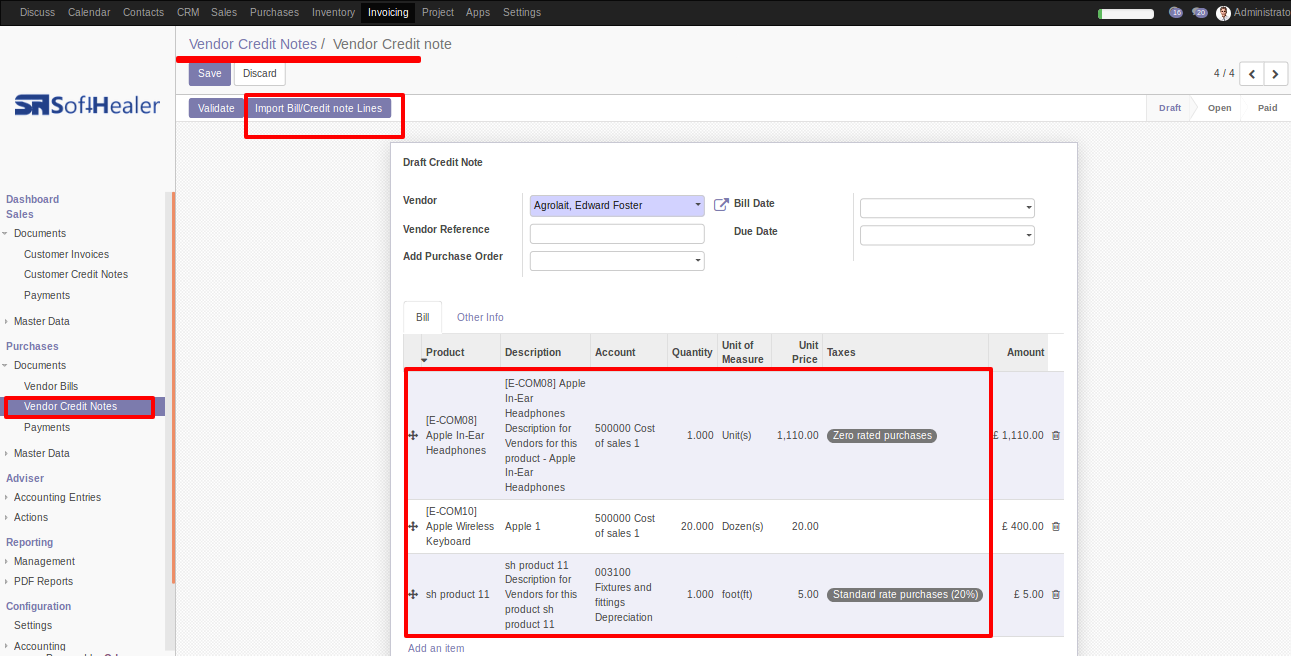 Discuss Calendar Contacts CRM Sales Purchases Inventory Invoicing Project Apps Settings
16 20 Administrato
SoftHealer
Dashboard
Sales
Documents
Customer Invoices
Customer Credit Notes
Payments
Master Data
Purchases
Documents
Vendor Bills
Vendor Credit Notes
Payments
Master Data
Adviser
Accounting Entries
Actions
Reporting
Management
PDF Reports
Configuration
Settings
Accounting
Vendor Credit Notes / Vendor Credit note
Save Discard
4 / 4
Validate Import Bill/Credit note Lines
Draft Open Paid
Draft Credit Note
Vendor Agrolait, Edward Foster
Vendor Reference
Add Purchase Order
Bill Date
Due Date
Bill Other Info
Product Description Account Quantity Unit of Measure Unit Price Taxes Amount
[E-COM08]
Apple In-Ear
Headphones
[E-COM08] Apple
In-Ear
Headphones
Description for
Vendors for this
product - Apple
In-Ear
Headphones
500000 Cost
of sales 1
1.000 Unit(s) 1,110.00 Zero rated purchases £ 1,110.00
[E-COM10]
Apple Wireless
Keyboard
Apple 1
500000 Cost
of sales 1
20.000 Dozen(s) 20.00 £ 400.00
sh product 11
sh product 11
Description for
Vendors for this
product sh
product 11
003100
Fixtures and
fittings
Depreciation
1.000 foot(ft) 5.00 Standard rate purchases (20%) £ 5.00
Add an item